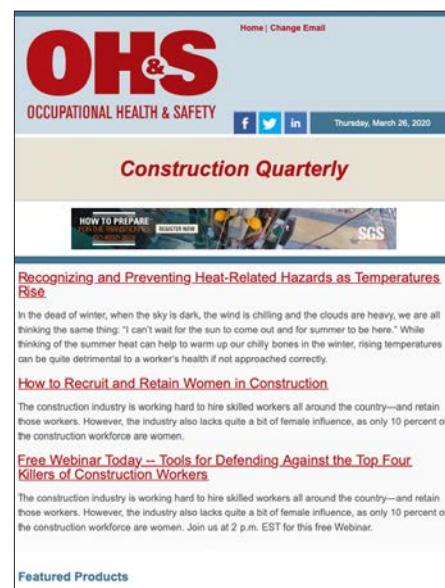 Home | Change Email
OH&S
OCCUPATIONAL HEALTH & SAFETY
f in
Thursday, March 26, 2020
Construction Quarterly
HOW TO PREPARE
FOR THE TRANSITION TO
REGISTER NOW
SGS
Recognizing and Preventing Heat-Related Hazards as Temperatures
Rise
In the dead of winter, when the sky is dark, the wind is chilling and the clouds are heavy, we are all
thinking the same thing: "I can't wait for the sun to come out and for summer to be here." While
thinking of the summer heat can help to warm up our chilly bones in the winter, rising temperatures
can be quite detrimental to a worker's health if not approached correctly.
How to Recruit and Retain Women in Construction
The construction industry is working hard to hire skilled workers all around the country—and retain
those workers. However, the industry also lacks quite a bit of female influence, as only 10 percent o
the construction workforce are women.
Free Webinar Today -- Tools for Defending Against the Top Four
Killers of Construction Workers
The construction industry is working hard to hire skilled workers all around the country—and retain
those workers. However, the industry also lacks quite a bit of female influence, as only 10 percent o
the construction workforce are women. Join us at 2 p.m. EST for this free Webinar.
Featured Products